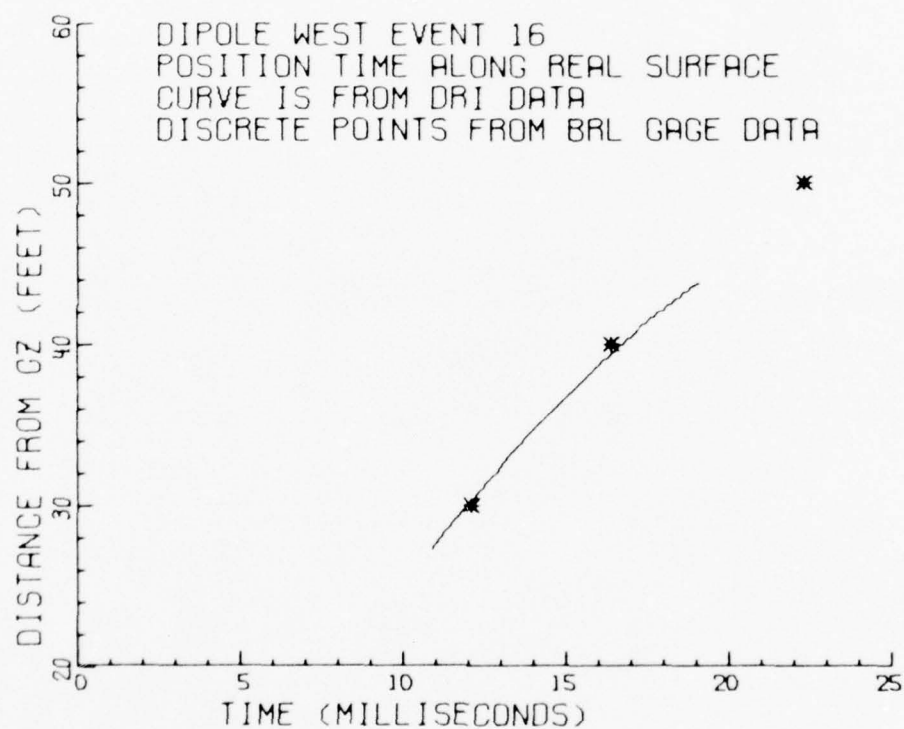 DIPOLE WEST EVENT 16
POSITION TIME ALONG REAL SURFACE
CURVE IS FROM DRI DATA
DISCRETE POINTS FROM BRL GAGE DATA
DISTANCE FROM GZ (FEET)
60
50
40
30
20
0 5 10 15 20 25
TIME (MILLISECONDS)